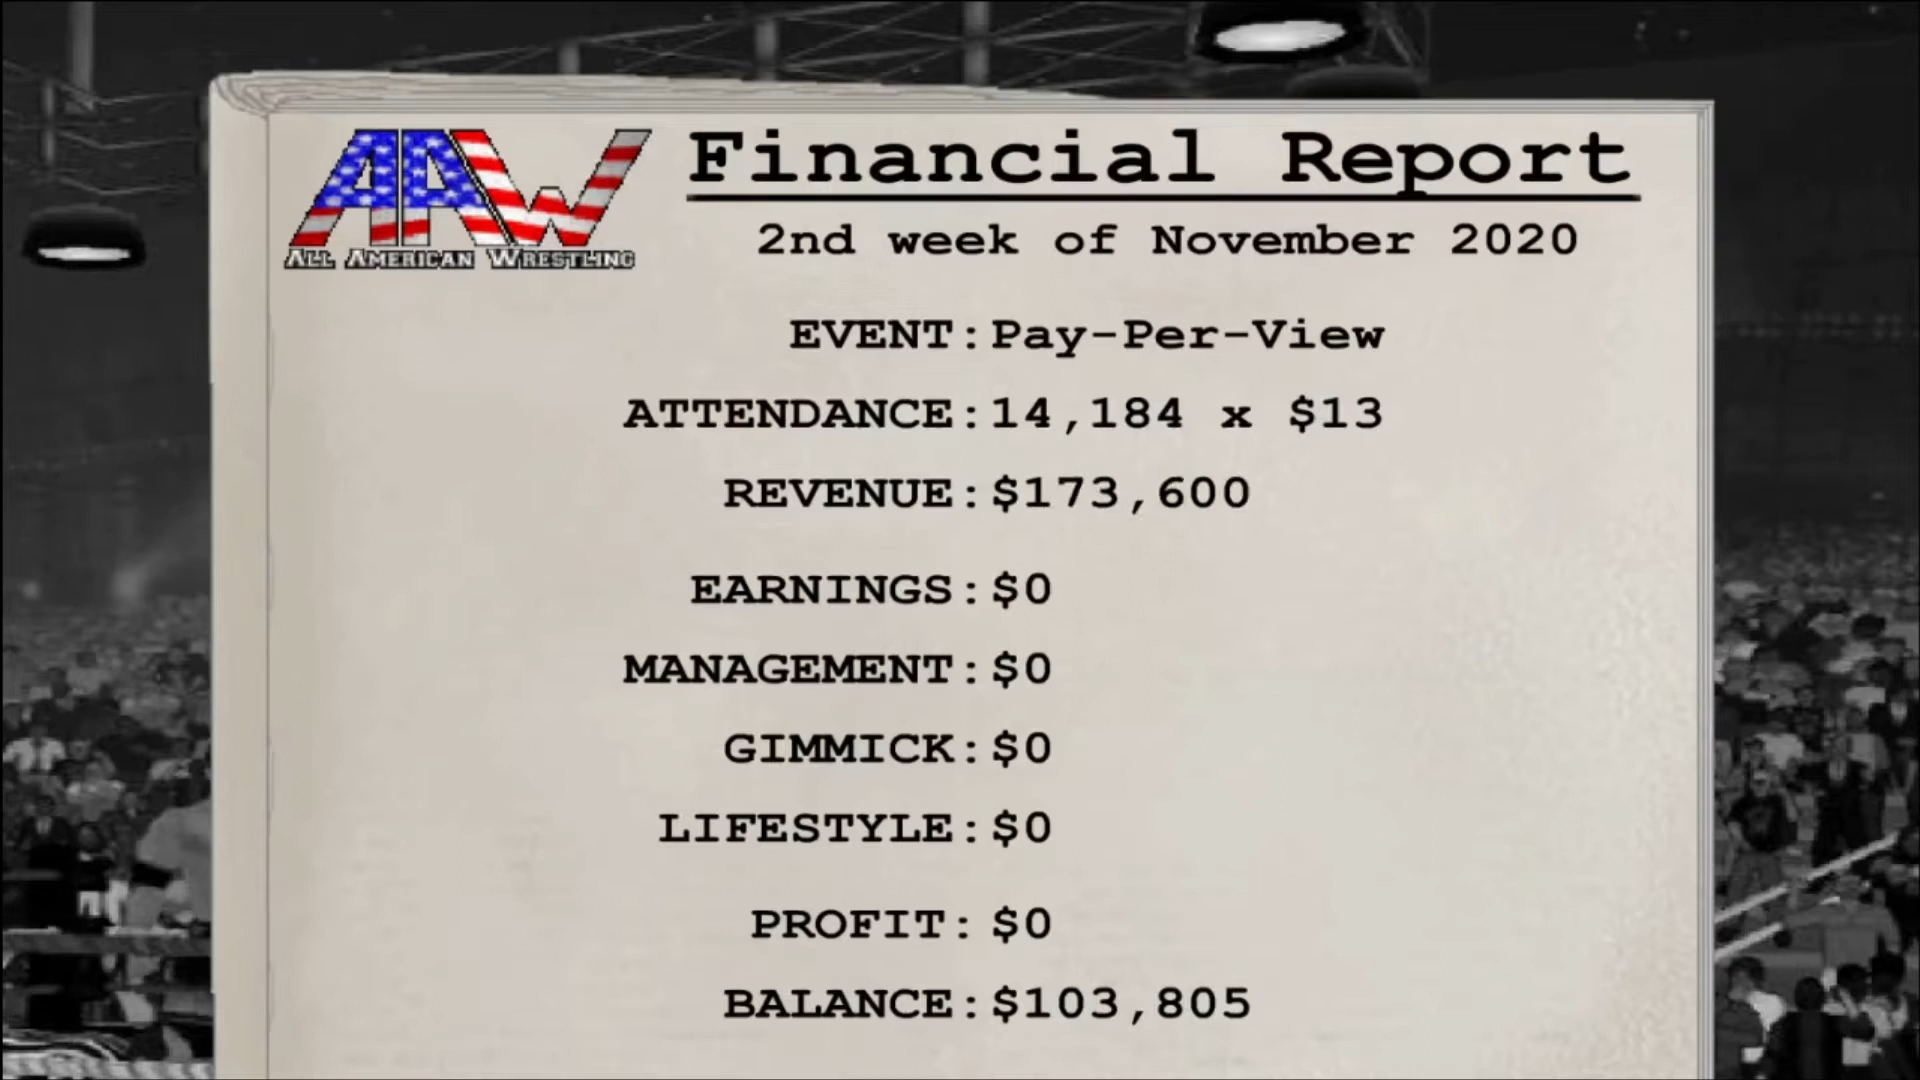 AAW
ALL AMERICAN WRESTLING
Financial Report
2nd week of November 2020
EVENT: Pay-Per-View
ATTENDANCE: 14,184 x $13
REVENUE: $173,600
EARNINGS: $0
MANAGEMENT: $0
GIMMICK: $0
LIFESTYLE: $0
PROFIT: $0
BALANCE: $103,805